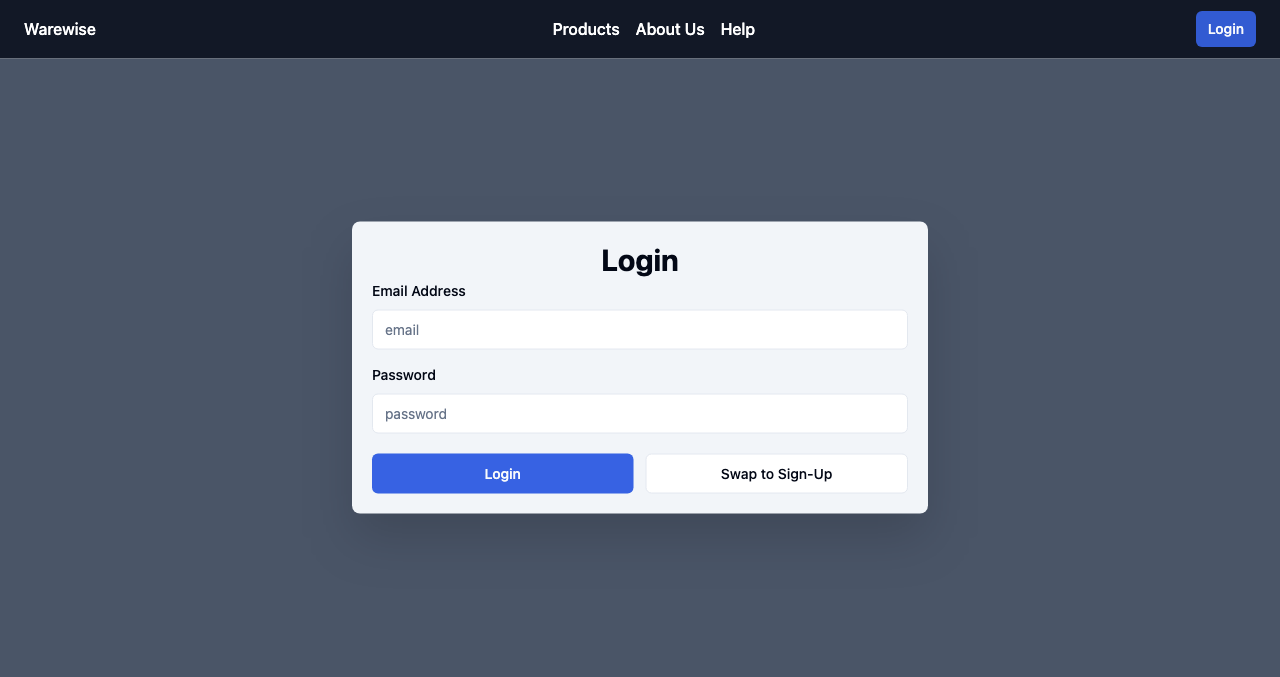 Warewise
Products About Us Help
Login
Login
Email Address
email
Password
password
Login
Swap to Sign-Up